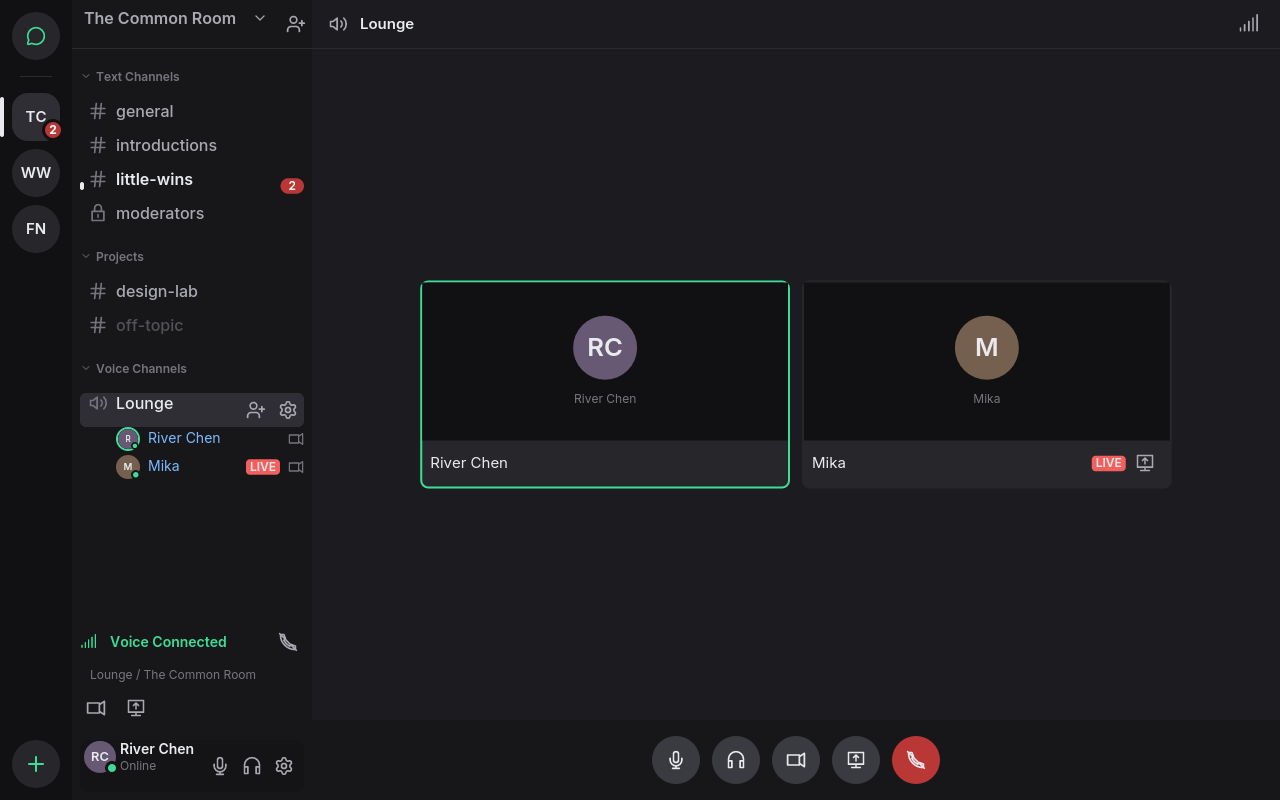 TC
2
WW
FN
The Common Room
Text Channels
general
introductions
little-wins
2
moderators
Projects
design-lab
off-topic
Voice Channels
Lounge
R
River Chen
M
Mika
LIVE
Voice Connected
Lounge / The Common Room
RC
River Chen
Online
Lounge
RC
River Chen
River Chen
M
Mika
Mika
LIVE